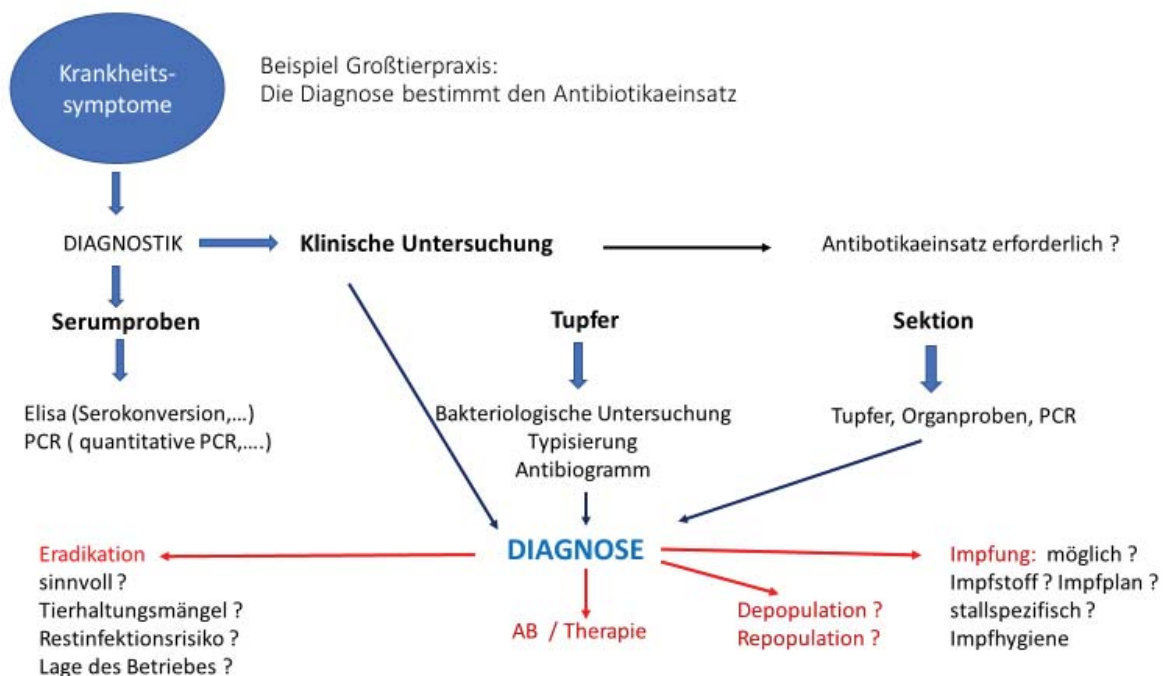 Krankheits-
symptome
Beispiel Großtierpraxis:
Die Diagnose bestimmt den Antibiotikaeinsatz
DIAGNOSTIK
Klinische Untersuchung
Antibotikaeinsatz erforderlich ?
Serumproben
Tupfer
Sektion
Elisa (Serokonversion,...)
PCR ( quantitative PCR,....)
Bakteriologische Untersuchung
Typisierung
Antibiogramm
Tupfer, Organproben, PCR
DIAGNOSE
Eradikation
sinnvoll ?
Tierhaltungsmängel ?
Restinfektionsrisiko ?
Lage des Betriebes ?
AB / Therapie
Depopulation ?
Repopulation ?
Impfung: möglich ?
Impfstoff ? Impfplan ?
stallspezifisch ?
Impfhygiene